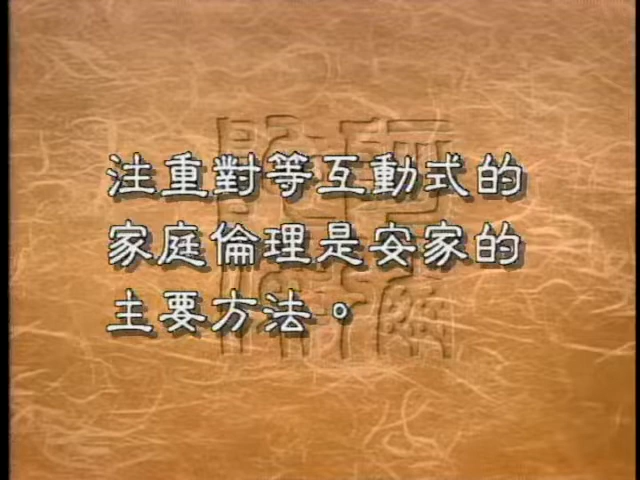 注重對等互動式的
家庭倫理是安家的
主要方法。